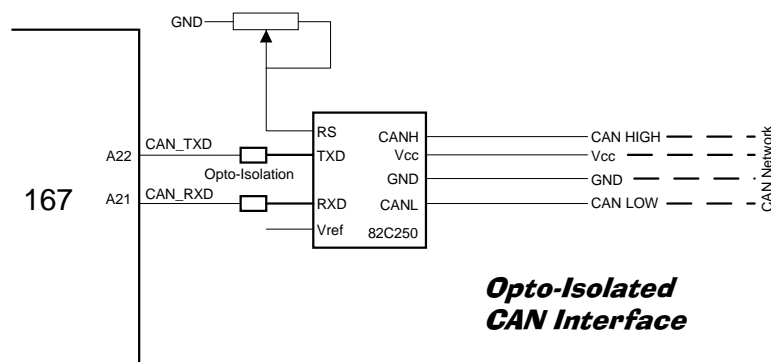 GND
RS
CANH
CAN HIGH
CAN_TXD
A22
TXD
Vcc
Vcc
Opto-Isolation
GND
GND
167
A21
CAN_RXD
RXD
CANL
CAN LOW
Vref
82C250
CAN Network
Opto-Isolated
CAN Interface